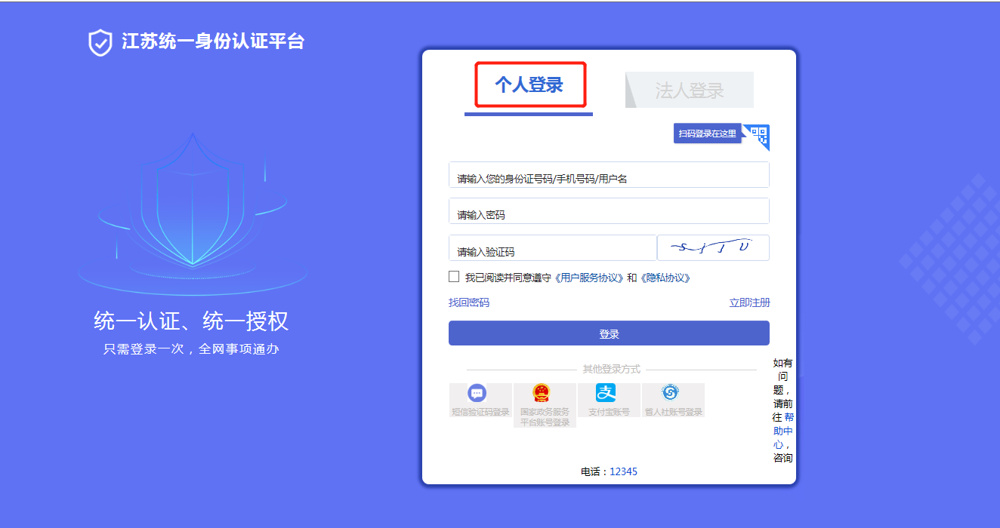 江苏统一身份认证平台
个人登录
法人登录
扫码登录在这里
请输入您的身份证号码/手机号码/用户名
请输入密码
请输入验证码
我已阅读并同意遵守《用户服务协议》和《隐私协议》
找回密码
立即注册
登录
统一认证、统一授权
只需登录一次，全网事项通办
其他登录方式
短信验证码登录
国家政务服务
平台账号登录
支付宝账号
省人社账号登录
如有
问
题，
请前
往 帮
助中
心，
咨询
电话：12345